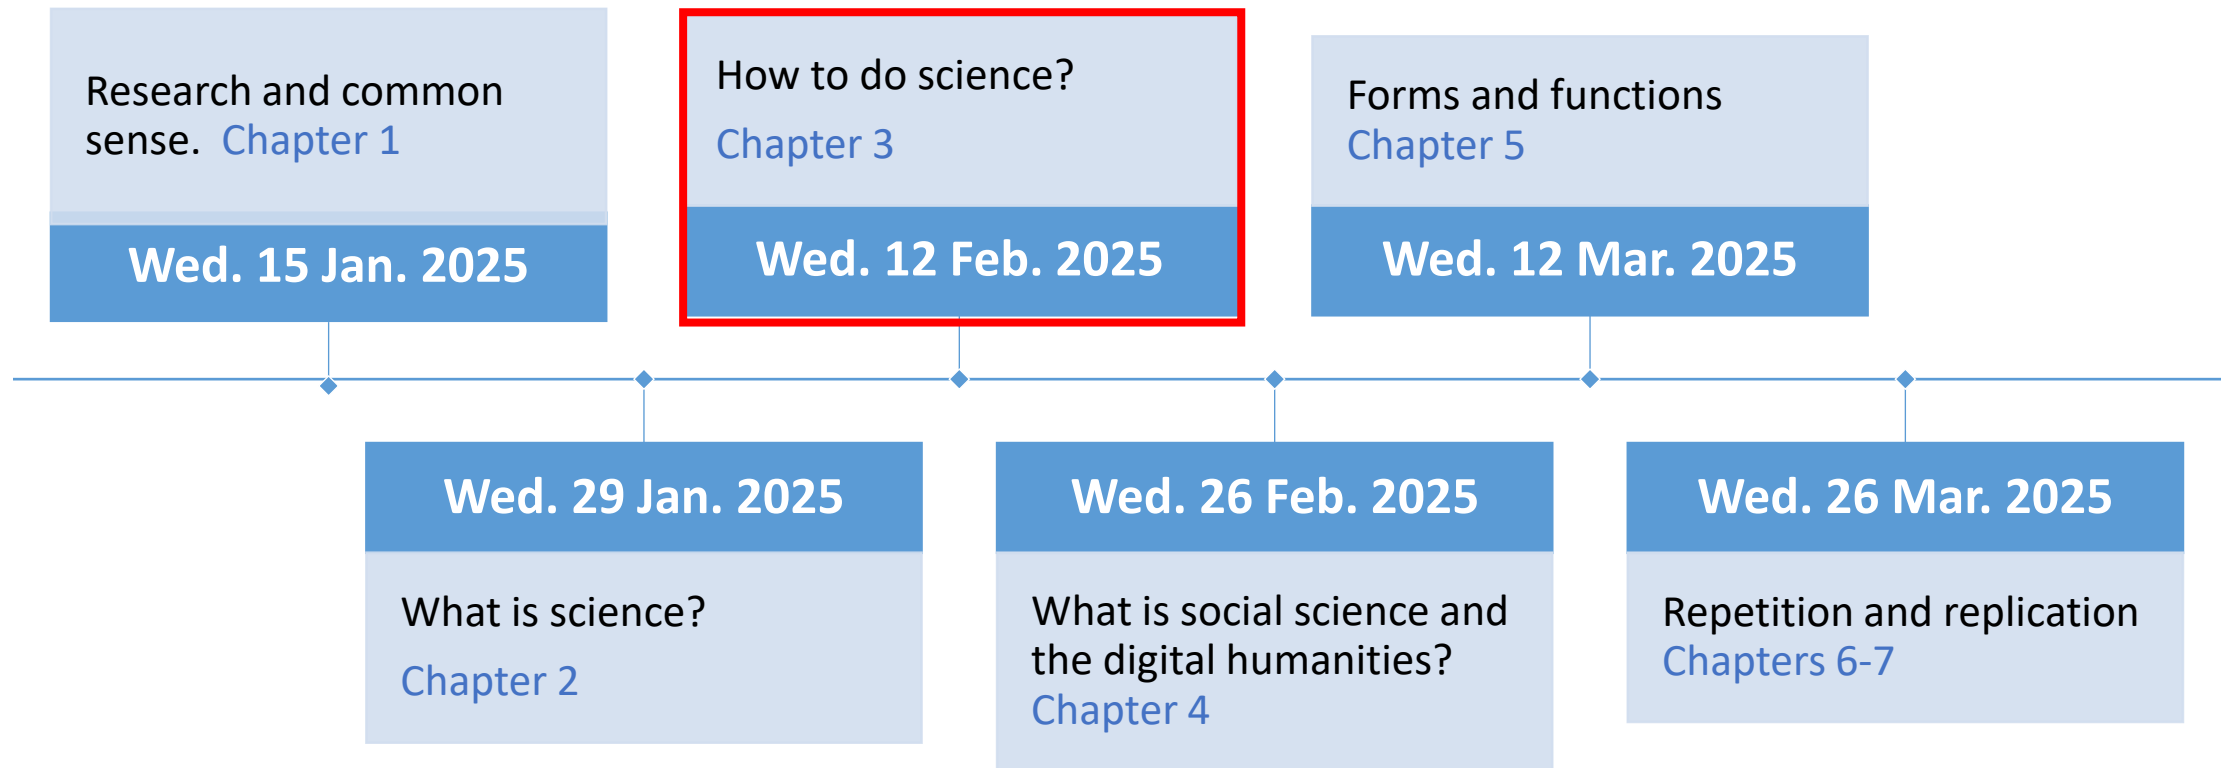 Research and common
sense.  Chapter 1
Wed. 15 Jan. 2025
Wed. 29 Jan. 2025
What is science?
Chapter 2
How to do science?
Chapter 3
Wed. 12 Feb. 2025
Wed. 26 Feb. 2025
What is social science and
the digital humanities?
Chapter 4
Forms and functions
Chapter 5
Wed. 12 Mar. 2025
Wed. 26 Mar. 2025
Repetition and replication
Chapters 6-7